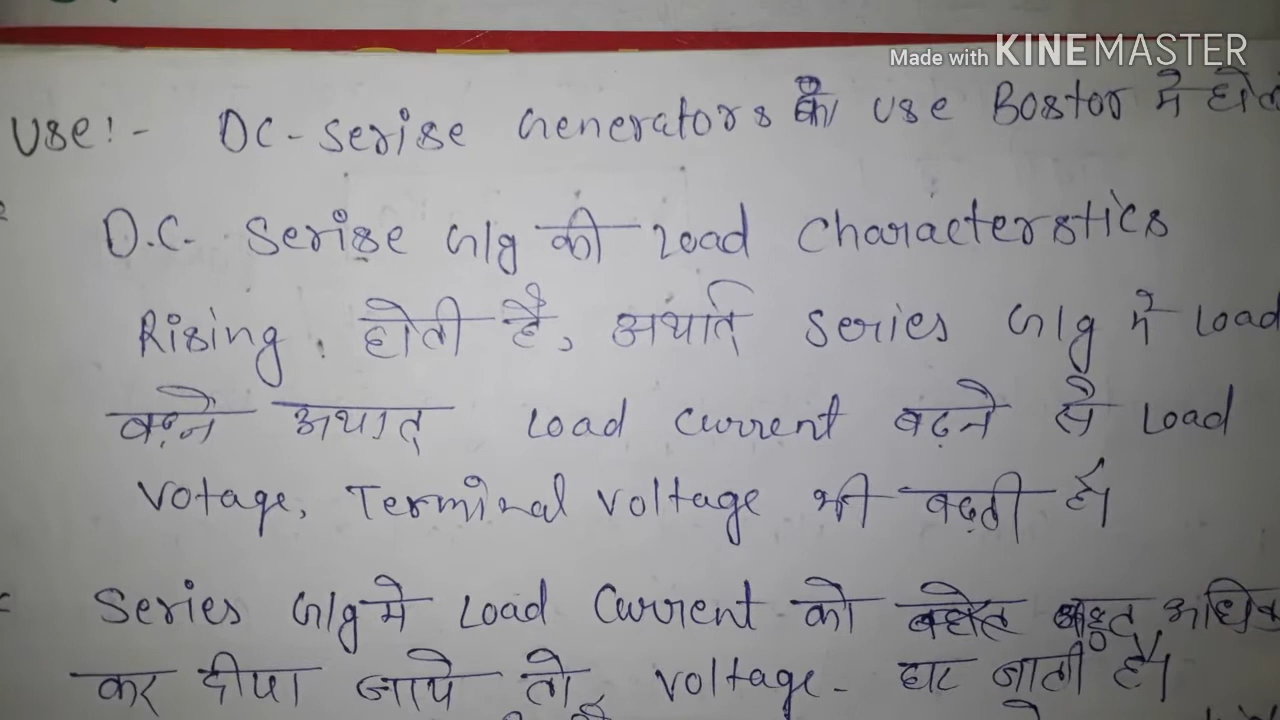 Made with KINEMASTER
Use:- DC-Serise Generators का use Bostor मे
D.C. Serise G/g की Load Characterstics
Rising. होती है, अर्थात Series G/g मे Load
बढ़ने अथात् Load Current बढ़ने से Load
Votage, Terminal Voltage भी बढ़ती है।
Series G/g मे Load Current को बहुत अधिक
कर दीया जाये तो Voltage- घट जाती है।